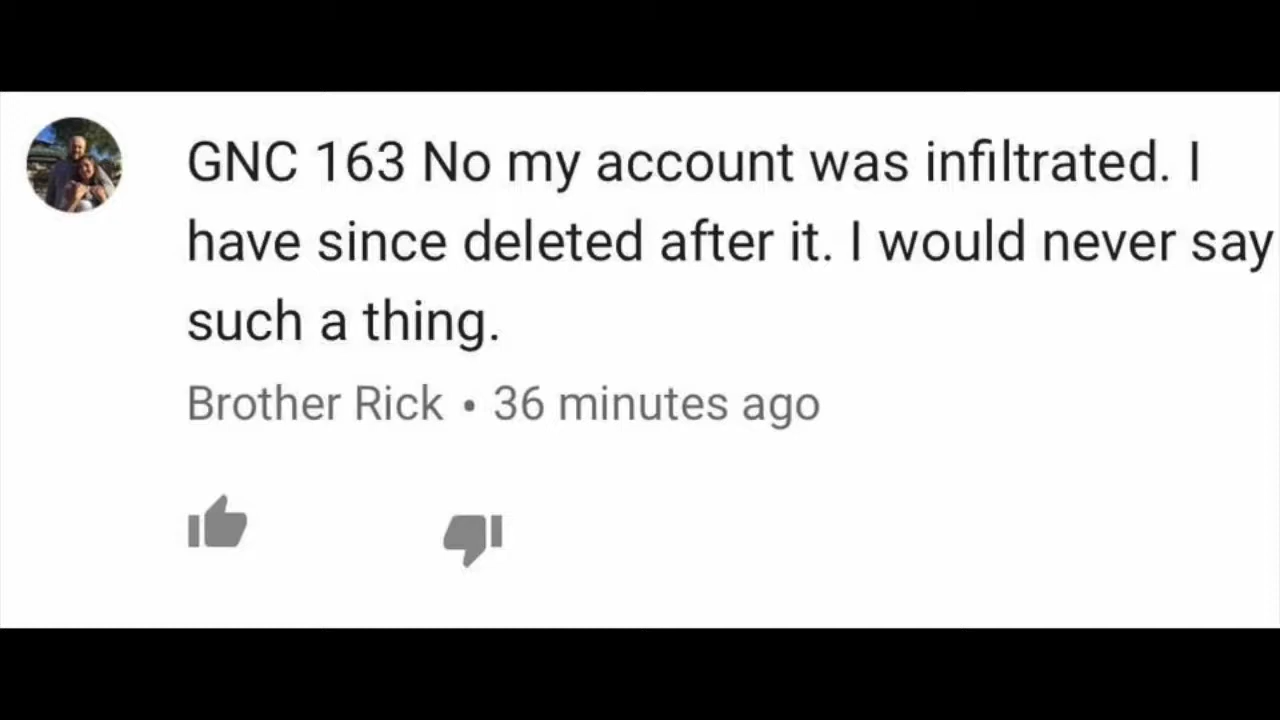 GNC 163 No my account was infiltrated. I
have since deleted after it. I would never say
such a thing.
Brother Rick • 36 minutes ago